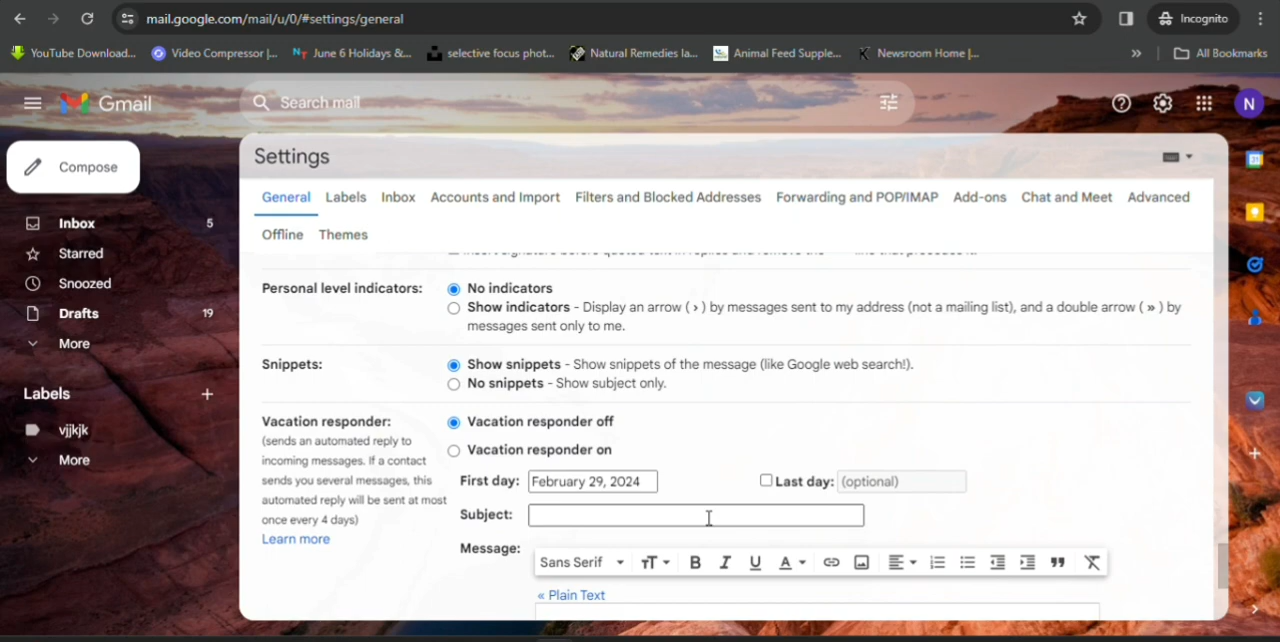 mail.google.com/mail/u/0/#settings/general
Incognito
YouTube Download...
Video Compressor |...
June 6 Holidays &...
selective focus phot...
Natural Remedies la...
Animal Feed Supple...
Newsroom Home |...
»
All Bookmarks
Gmail
Search mail
N
Compose
Inbox 5
Starred
Snoozed
Drafts 19
More
Labels +
vjjkjk
More
Settings
General Labels Inbox Accounts and Import Filters and Blocked Addresses Forwarding and POP/IMAP Add-ons Chat and Meet Advanced
Offline Themes
Personal level indicators:
No indicators
Show indicators - Display an arrow ( › ) by messages sent to my address (not a mailing list), and a double arrow ( » ) by
messages sent only to me.
Snippets:
Show snippets - Show snippets of the message (like Google web search!).
No snippets - Show subject only.
Vacation responder:
(sends an automated reply to
incoming messages. If a contact
sends you several messages, this
automated reply will be sent at most
once every 4 days)
Learn more
Vacation responder off
Vacation responder on
First day: February 29, 2024 Last day: (optional)
Subject:
Message:
Sans Serif
« Plain Text